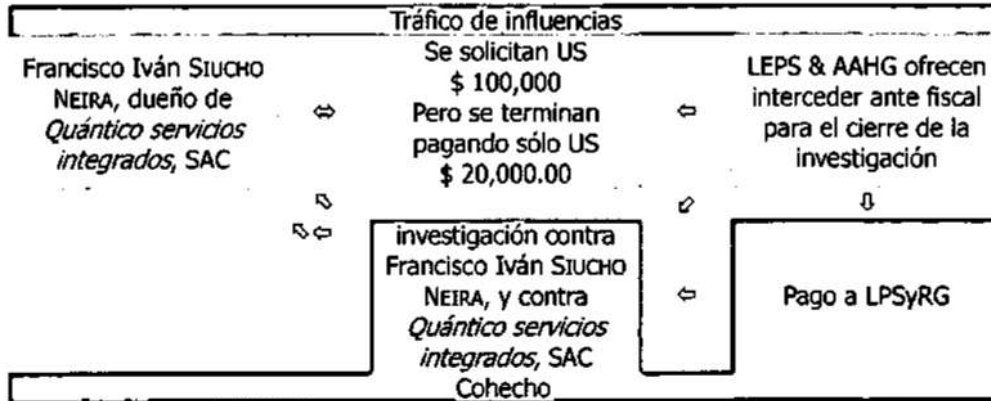 Tráfico de influencias
Francisco Iván SIUCHO
NEIRA, dueño de
Quántico servicios
integrados, SAC
⇔
Se solicitan US
$ 100,000
Pero se terminan
pagando sólo US
$ 20,000.00
⇦
LEPS & AAHG ofrecen
interceder ante fiscal
para el cierre de la
investigación
investigación contra
Francisco Iván SIUCHO
NEIRA, y contra
Quántico servicios
integrados, SAC
⇦
Pago a LPSyRG
Cohecho